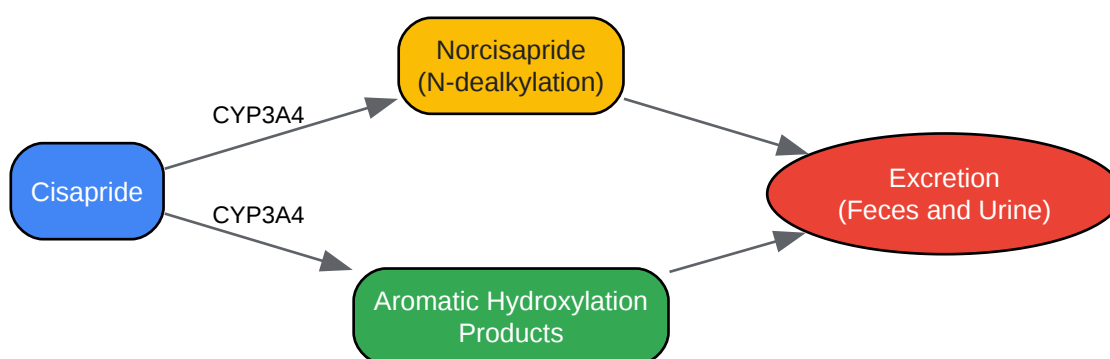 Norcisapride
(N-dealkylation)
CYP3A4
Cisapride
Excretion
(Feces and Urine)
CYP3A4
Aromatic Hydroxylation
Products